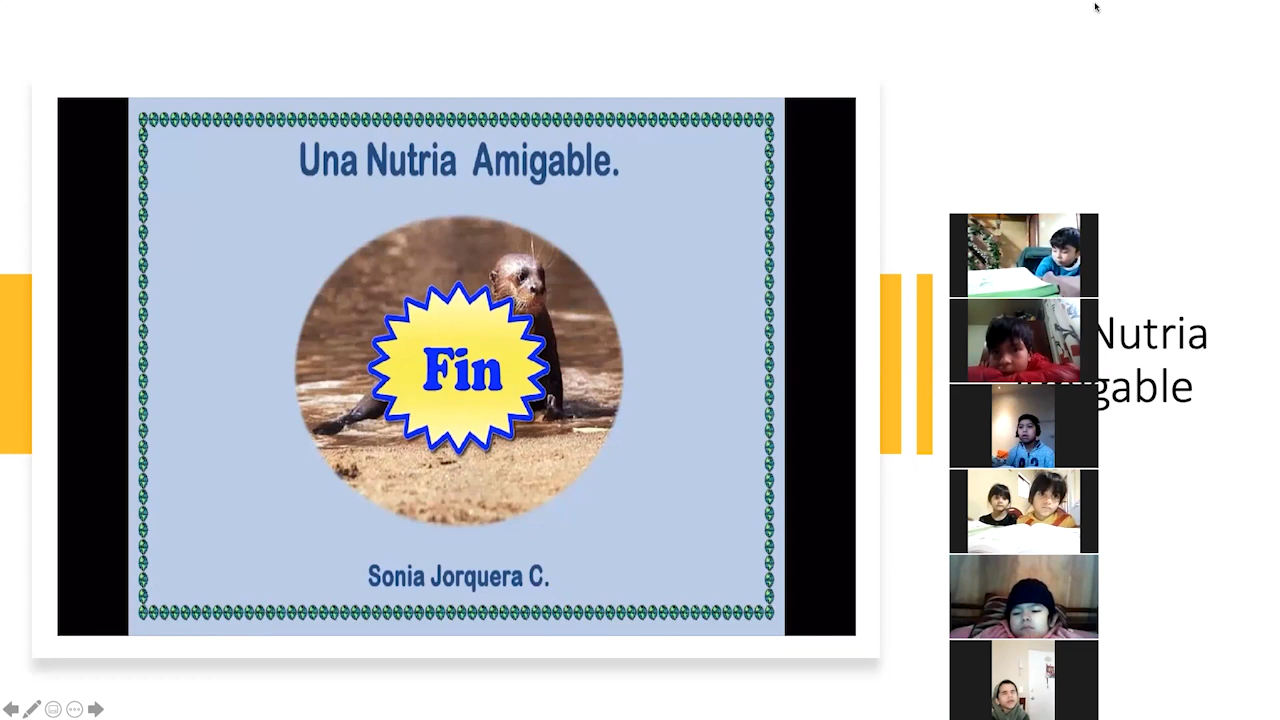 Una Nutria Amigable.
Fin
Sonia Jorquera C.
Nutria
gable